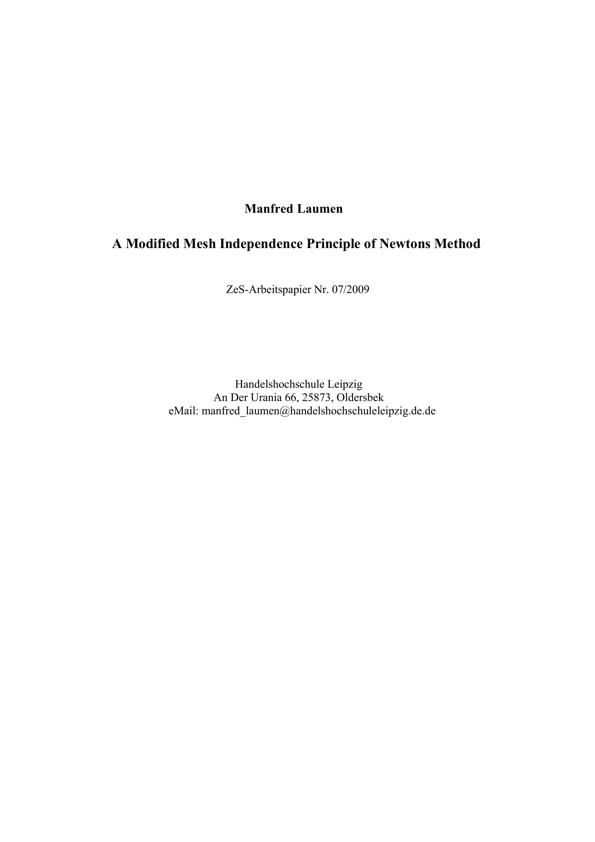 Manfred Laumen
A Modified Mesh Independence Principle of Newtons Method
ZeS-Arbeitspapier Nr. 07/2009
Handelshochschule Leipzig
An Der Urania 66, 25873, Oldersbek
eMail: manfred_laumen@handelshochschuleleipzig.de.de